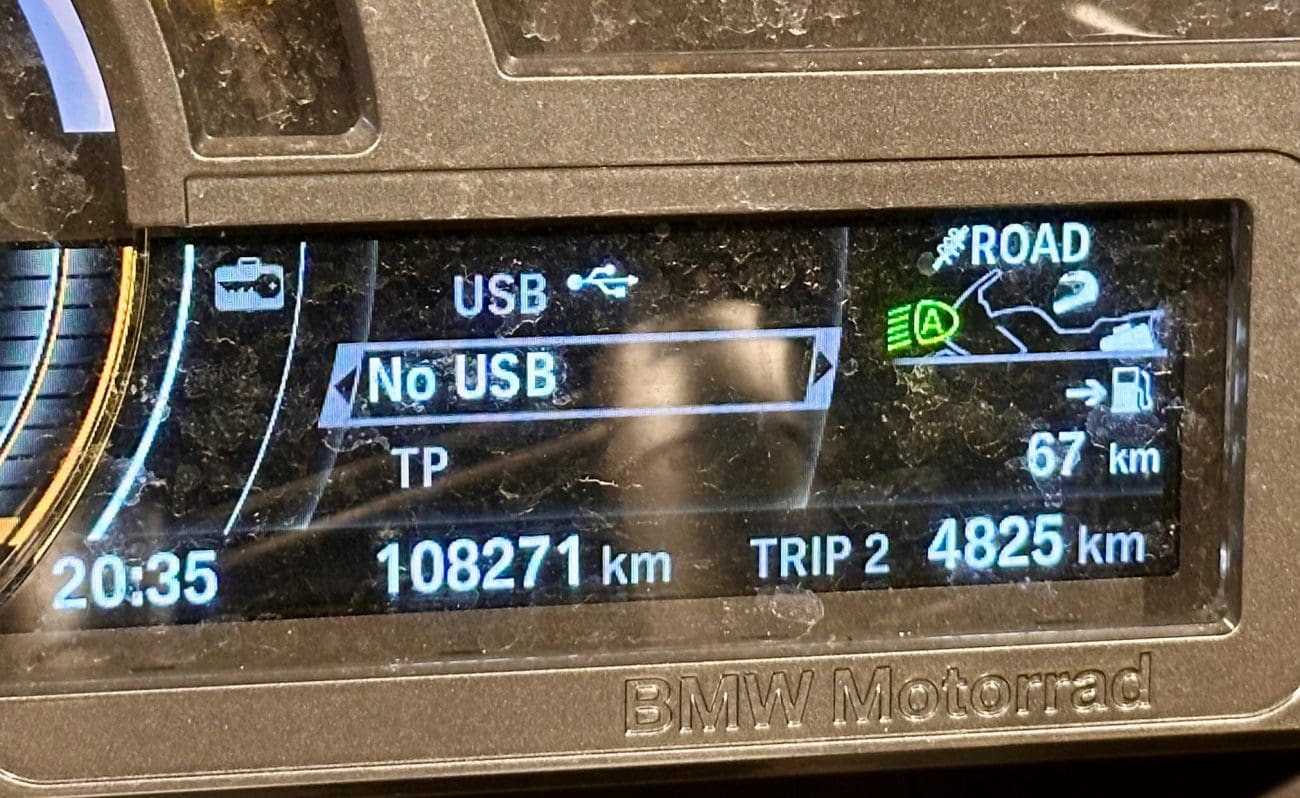 ROAD
USB
A
No USB
TP
67 km
20:35 108271 km TRIP 2 4825 km
BMW Motorrad